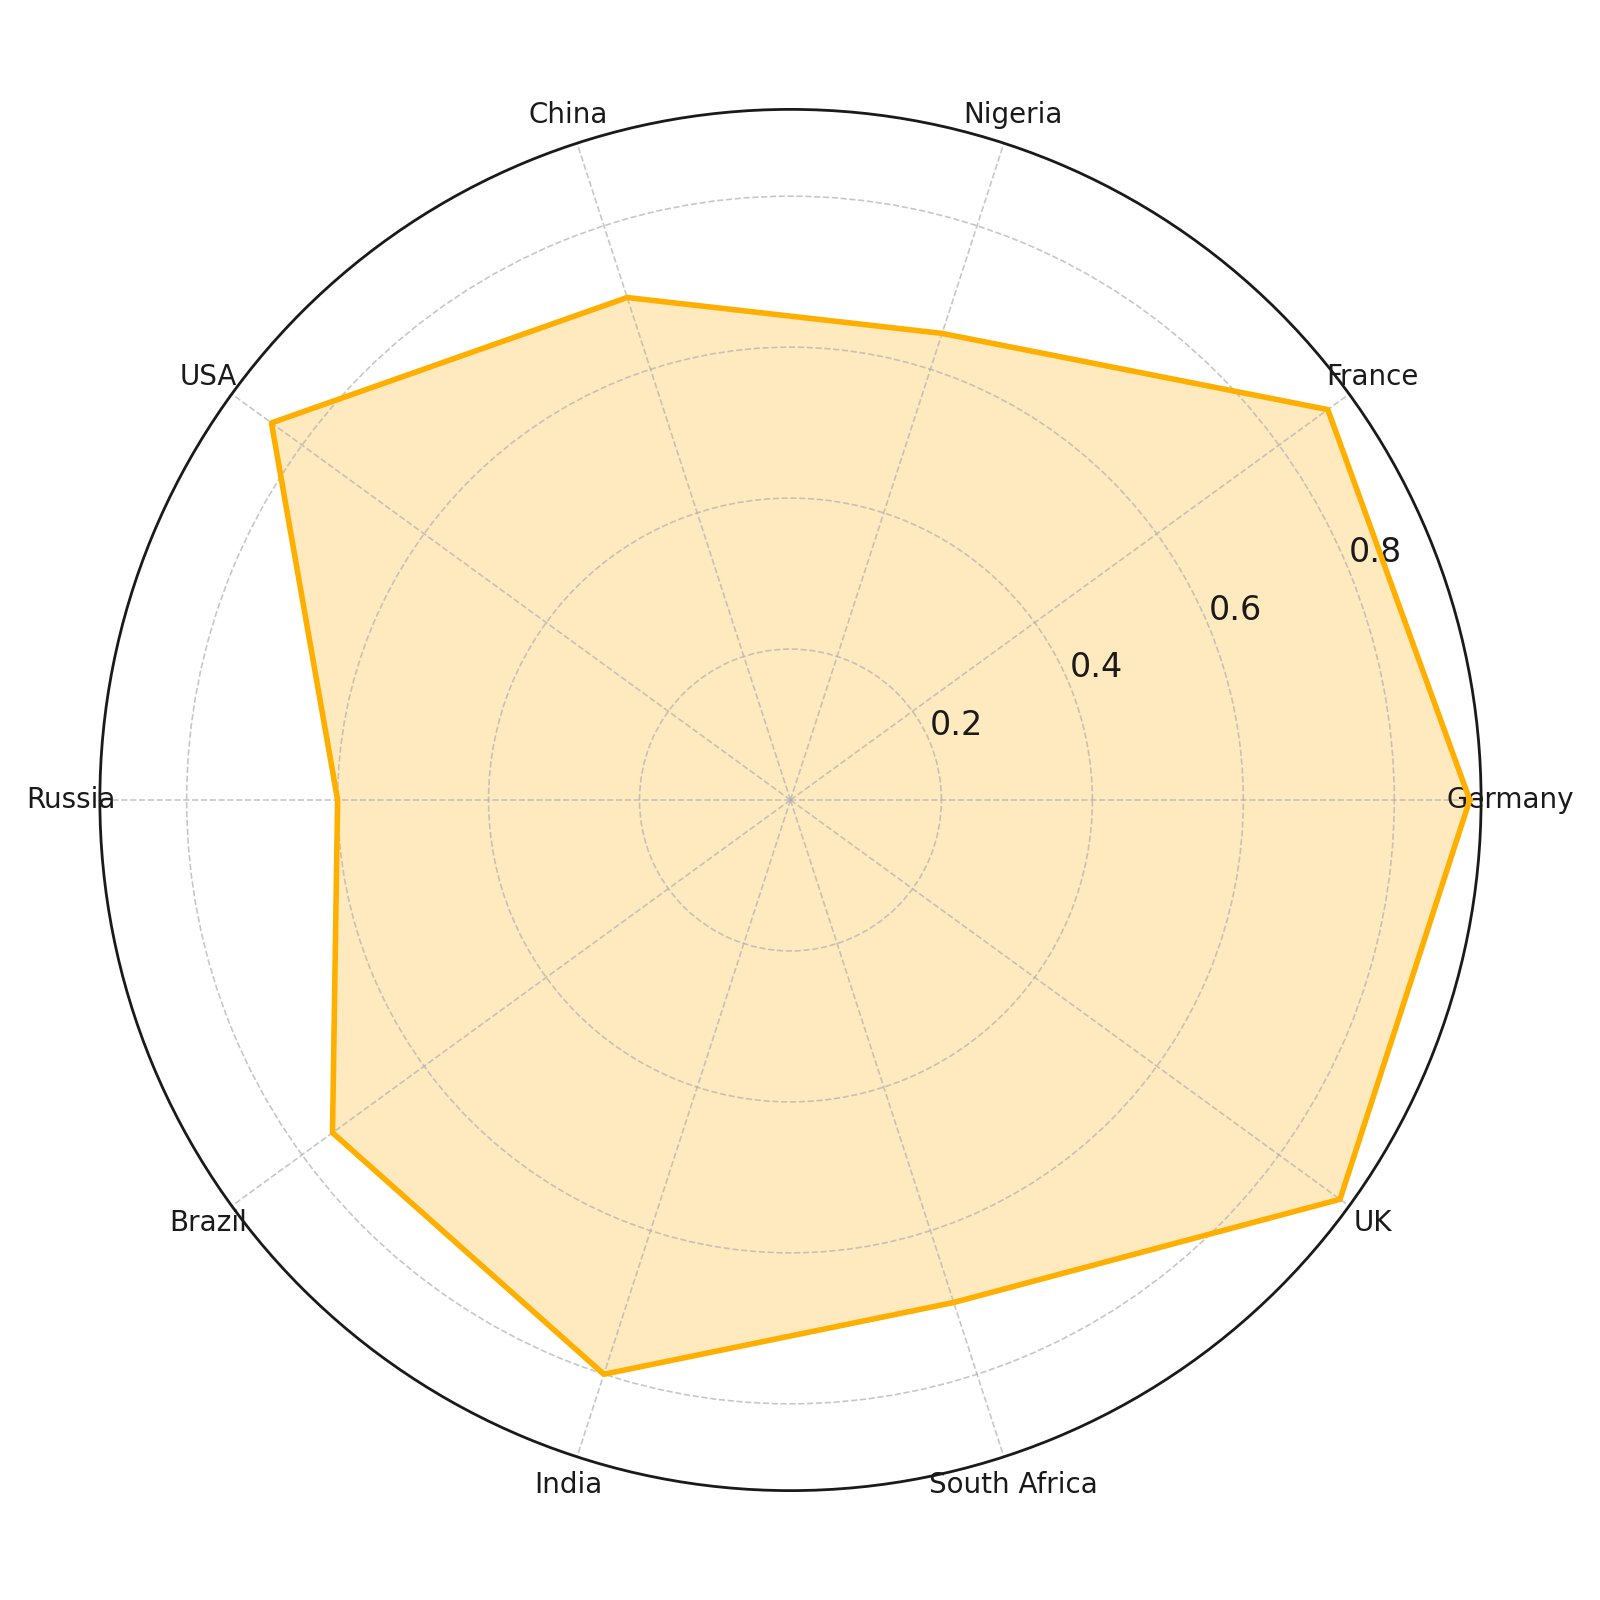 China
Nigeria
USA
France
0.8
0.6
0.4
0.2
Russia
Germany
Brazil
UK
India
South Africa